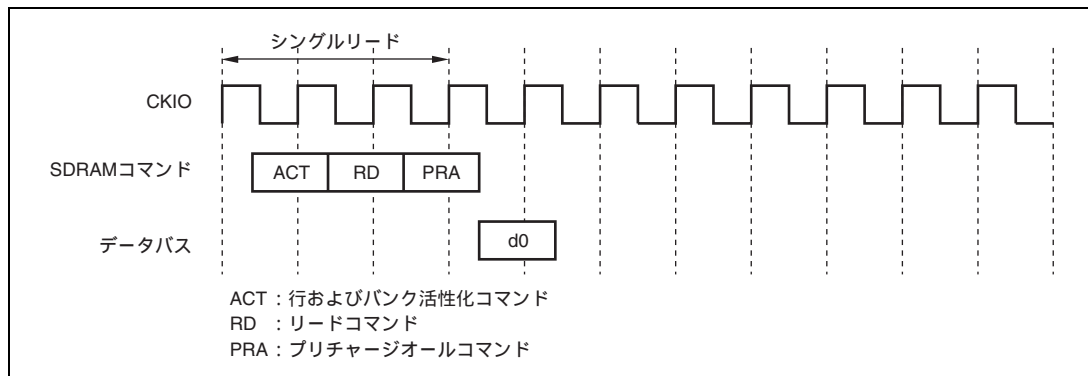 シングルリード
CKIO
SDRAMコマンド
ACT RD PRA
データバス
d0
ACT : 行およびバンク活性化コマンド
RD : リードコマンド
PRA : プリチャージオールコマンド